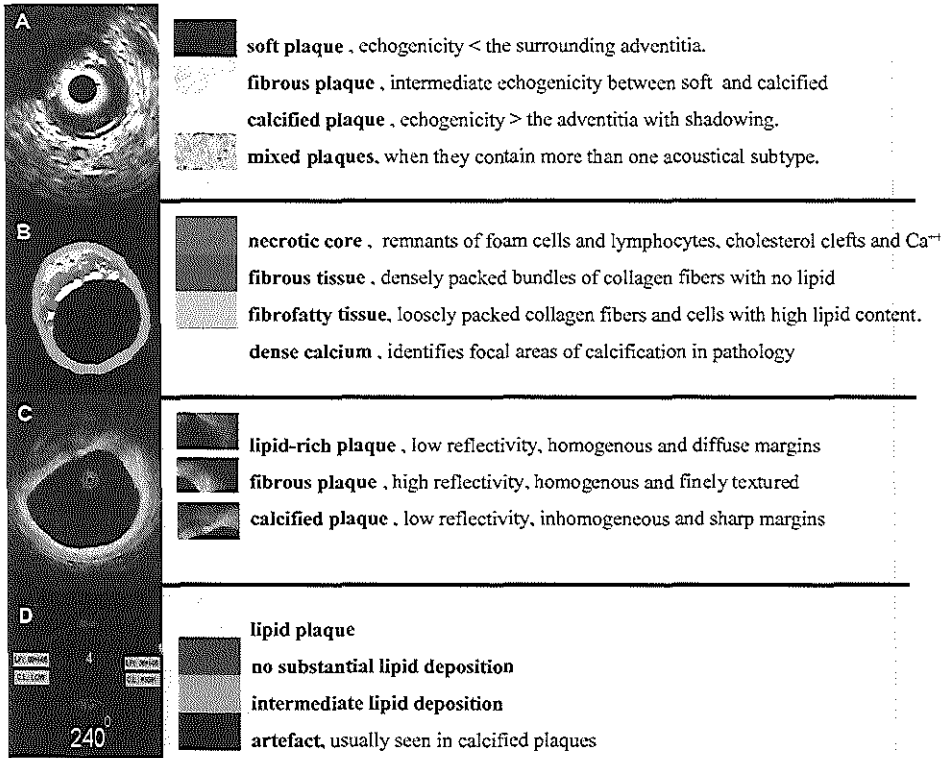 A
soft plaque , echogenicity < the surrounding adventitia.
fibrous plaque , intermediate echogenicity between soft and calcified
calcified plaque , echogenicity > the adventitia with shadowing.
mixed plaques, when they contain more than one acoustical subtype.
B
necrotic core , remnants of foam cells and lymphocytes, cholesterol clefts and Ca
fibrous tissue , densely packed bundles of collagen fibers with no lipid
fibrofatty tissue, loosely packed collagen fibers and cells with high lipid content.
dense calcium , identifies focal areas of calcification in pathology
C
lipid-rich plaque , low reflectivity, homogenous and diffuse margins
fibrous plaque , high reflectivity, homogenous and finely textured
calcified plaque , low reflectivity, inhomogeneous and sharp margins
D
lipid plaque
no substantial lipid deposition
4
intermediate lipid deposition
240⁰
artefact, usually seen in calcified plaques